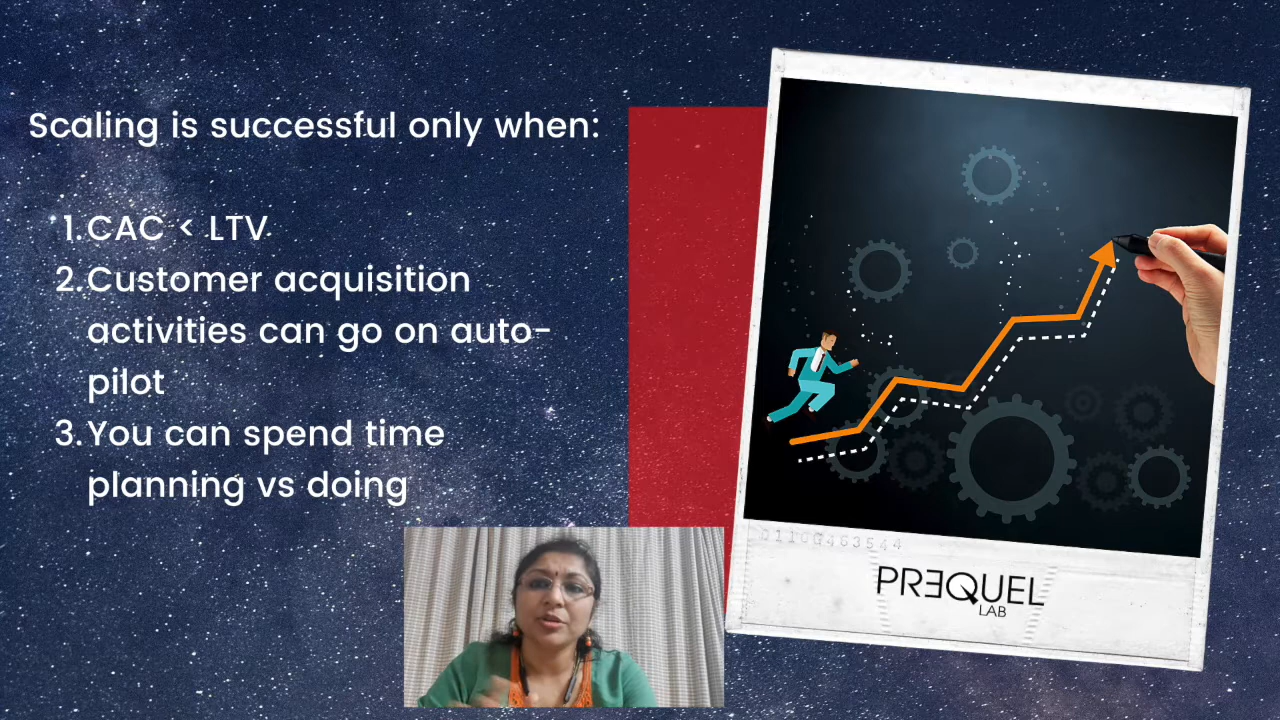 Scaling is successful only when:
1. CAC < LTV
2. Customer acquisition
activities can go on auto-
pilot
3. You can spend time
planning vs doing
PREQUEL
LAB